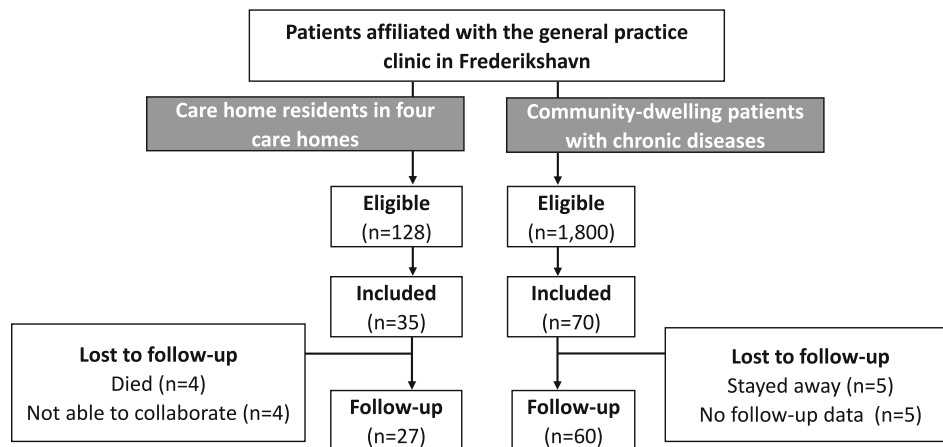 Patients affiliated with the general practice
clinic in Frederikshavn
Care home residents in four
care homes
Community-dwelling patients
with chronic diseases
Eligible
(n=128)
Eligible
(n=1,800)
Included
(n=35)
Included
(n=70)
Lost to follow-up
Died (n=4)
Not able to collaborate (n=4)
Lost to follow-up
Stayed away (n=5)
No follow-up data (n=5)
Follow-up
(n=27)
Follow-up
(n=60)